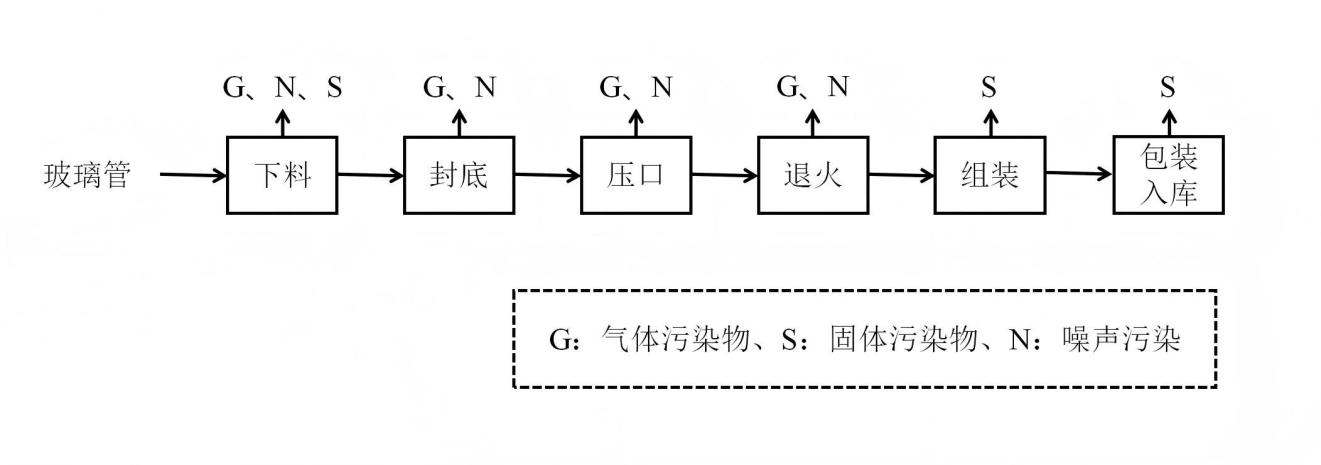 G、N、S
G、N
G、N
G、N
S
S
玻璃管
下料
封底
压口
退火
组装
包装
入库
G：气体污染物、S：固体污染物、N：噪声污染